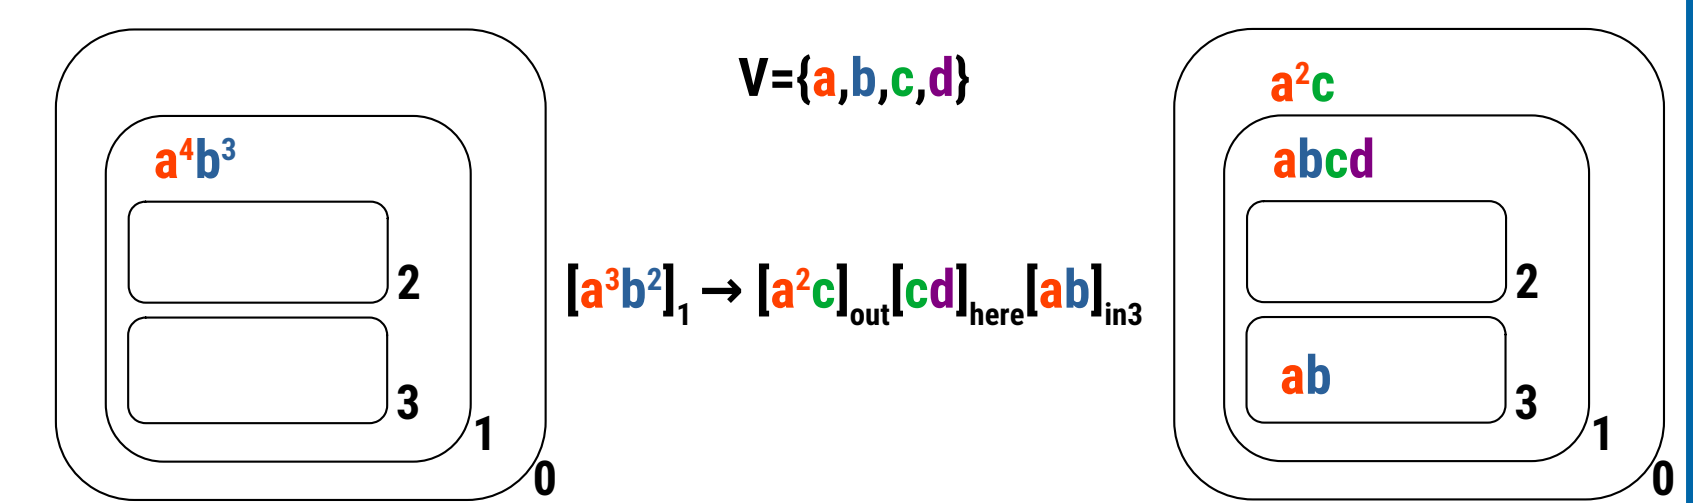 V={a,b,c,d}
a⁴b³
2
3
1
0
[a³b²]₁ → [a²c]out[cd]here[ab]in3
a²c
abcd
2
ab
3
1
0